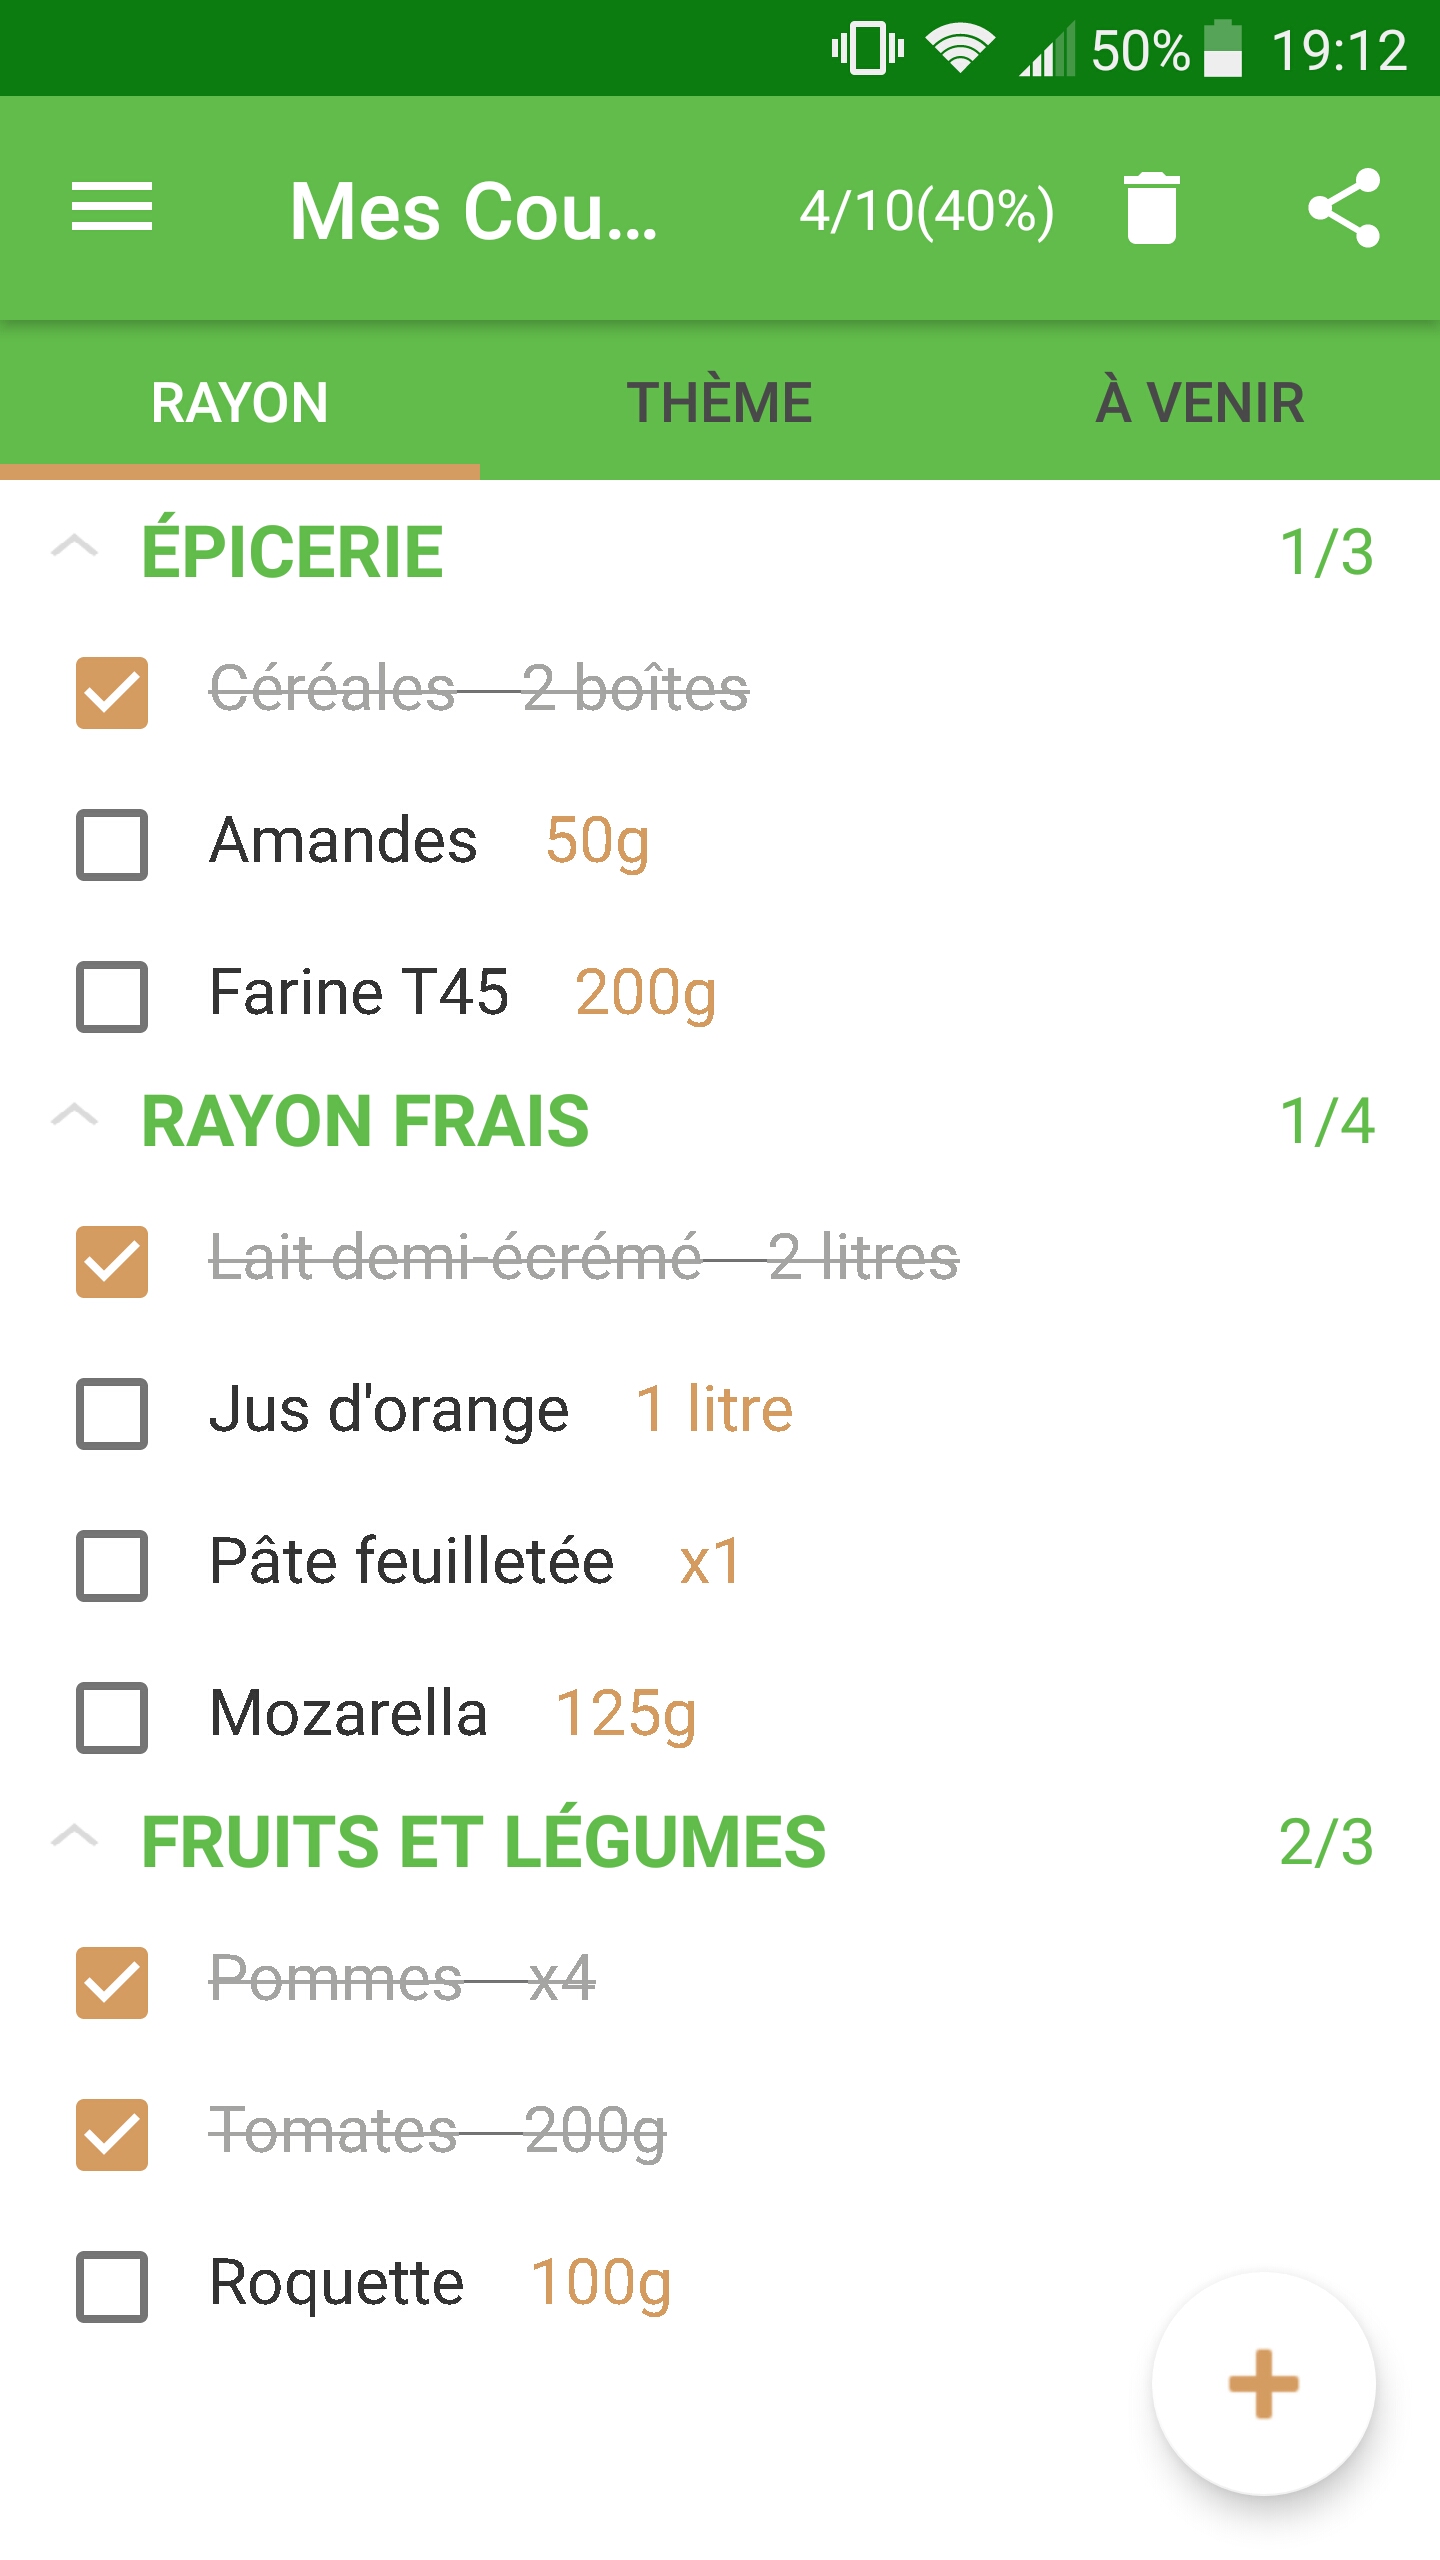 50% 19:12
Mes Cou... 4/10(40%)
RAYON THÈME À VENIR
ÉPICERIE 1/3
Céréales 2 boîtes
Amandes 50g
Farine T45 200g
RAYON FRAIS 1/4
Lait demi-écrémé 2 litres
Jus d'orange 1 litre
Pâte feuilletée x1
Mozarella 125g
FRUITS ET LÉGUMES 2/3
Pommes x4
Tomates 200g
Roquette 100g